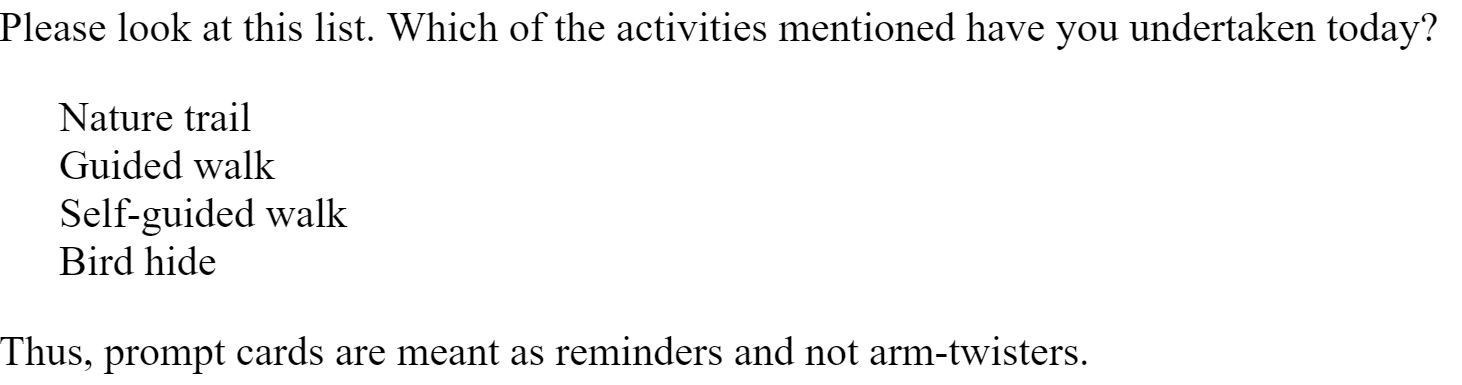 Please look at this list. Which of the activities mentioned have you undertaken today?
Nature trail
Guided walk
Self-guided walk
Bird hide
Thus, prompt cards are meant as reminders and not arm-twisters.